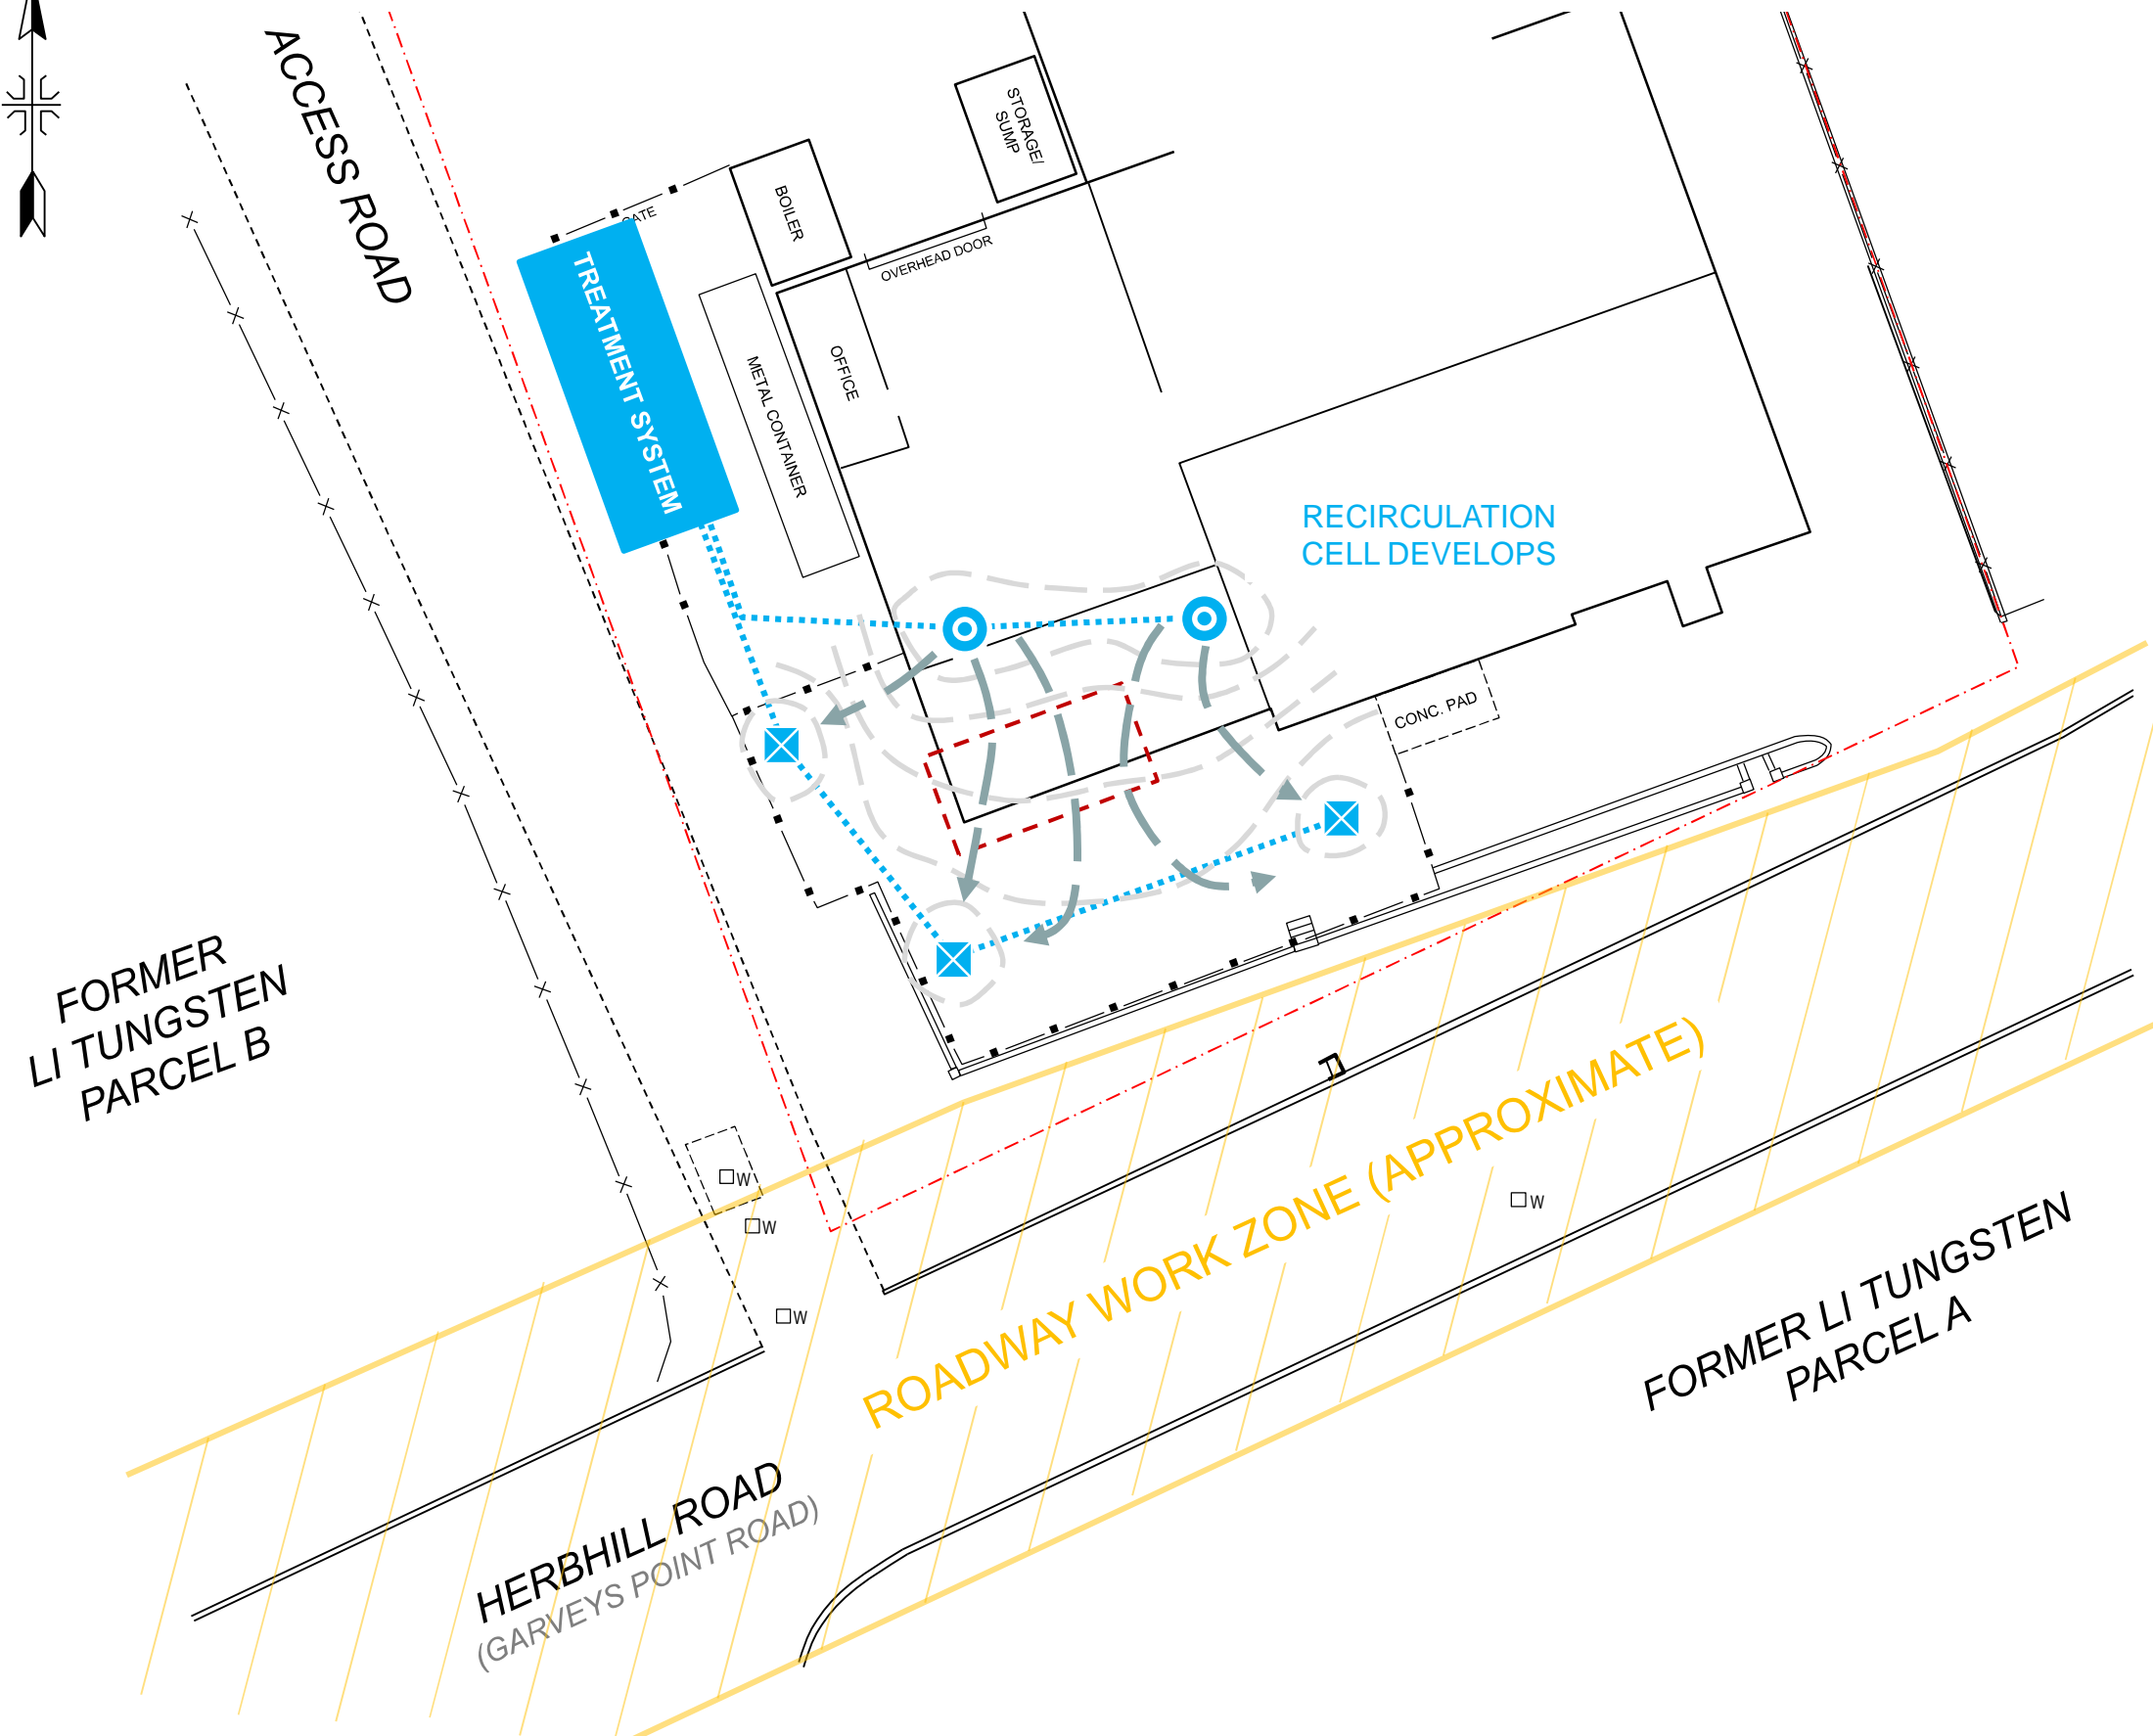 ACCESS ROAD
STORAGE/
SUMP
BOILER
GATE
OVERHEAD DOOR
TREATMENT SYSTEM
METAL CONTAINER
OFFICE
RECIRCULATION
CELL DEVELOPS
CONC. PAD
FORMER
LI TUNGSTEN
PARCEL B
W
W
W
W
ROADWAY WORK ZONE (APPROXIMATE)
FORMER LI TUNGSTEN
PARCEL A
HERBHILL ROAD
(GARVEYS POINT ROAD)